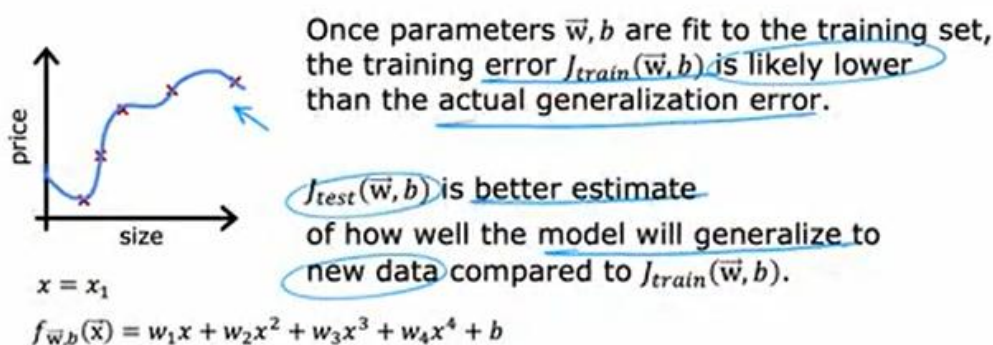 Once parameters w⃗, b are fit to the training set,
the training error J_train(w⃗, b) is likely lower
than the actual generalization error.
price
size
J_test(w⃗, b) is better estimate
of how well the model will generalize to
new data compared to J_train(w⃗, b).
x = x₁
f_w⃗,b(x⃗) = w₁x + w₂x² + w₃x³ + w₄x⁴ + b